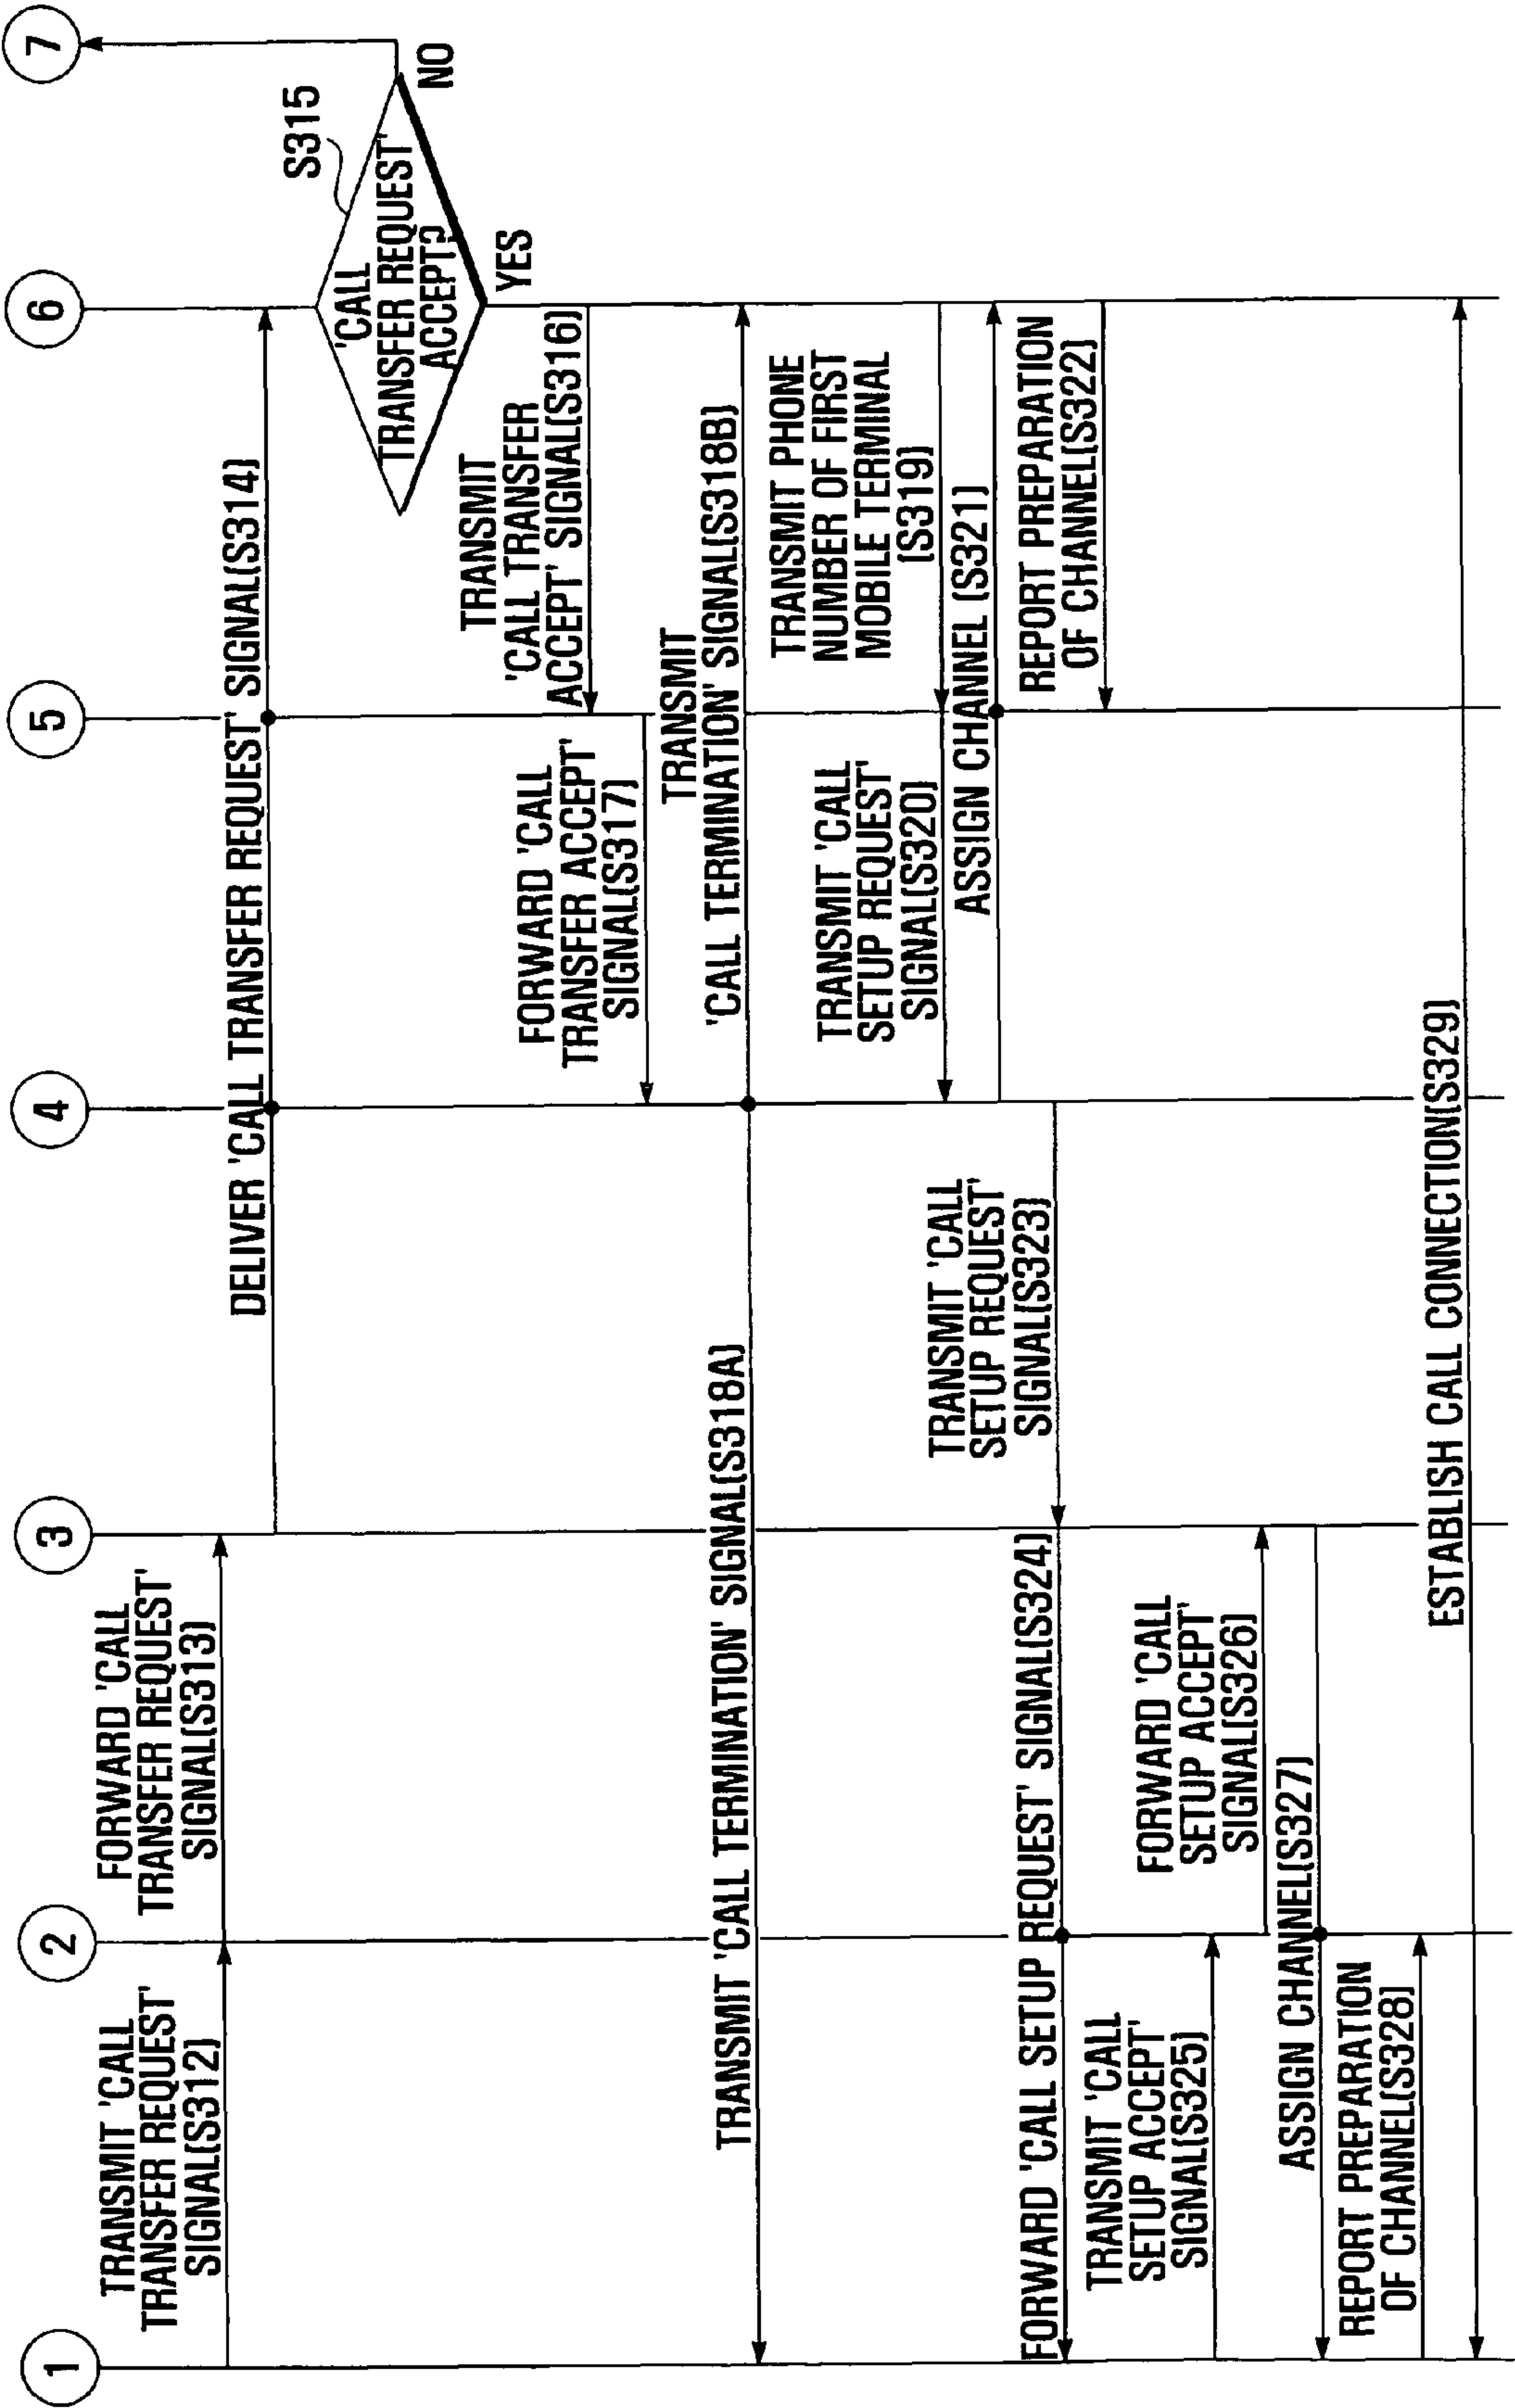 1
2
3
4
5
6
7
TRANSMIT 'CALL
TRANSFER REQUEST'
SIGNAL(S312)
FORWARD 'CALL
TRANSFER REQUEST'
SIGNAL(S313)
DELIVER 'CALL TRANSFER REQUEST' SIGNAL(S314)
S315
'CALL
TRANSFER REQUEST'
ACCEPT?
NO
YES
TRANSMIT
'CALL TRANSFER
ACCEPT' SIGNAL(S316)
FORWARD 'CALL
TRANSFER ACCEPT'
SIGNAL(S317)
TRANSMIT 'CALL TERMINATION' SIGNAL(S318A)
TRANSMIT
'CALL TERMINATION' SIGNAL(S318B)
TRANSMIT PHONE
NUMBER OF FIRST
MOBILE TERMINAL
(S319)
TRANSMIT 'CALL
SETUP REQUEST'
SIGNAL(S320)
ASSIGN CHANNEL (S321)
REPORT PREPARATION
OF CHANNEL(S322)
TRANSMIT 'CALL
SETUP REQUEST'
SIGNAL(S323)
FORWARD 'CALL SETUP REQUEST' SIGNAL(S324)
TRANSMIT 'CALL
SETUP ACCEPT'
SIGNAL(S325)
FORWARD 'CALL
SETUP ACCEPT'
SIGNAL(S326)
ASSIGN CHANNEL(S327)
REPORT PREPARATION
OF CHANNEL(S328)
ESTABLISH CALL CONNECTION(S329)